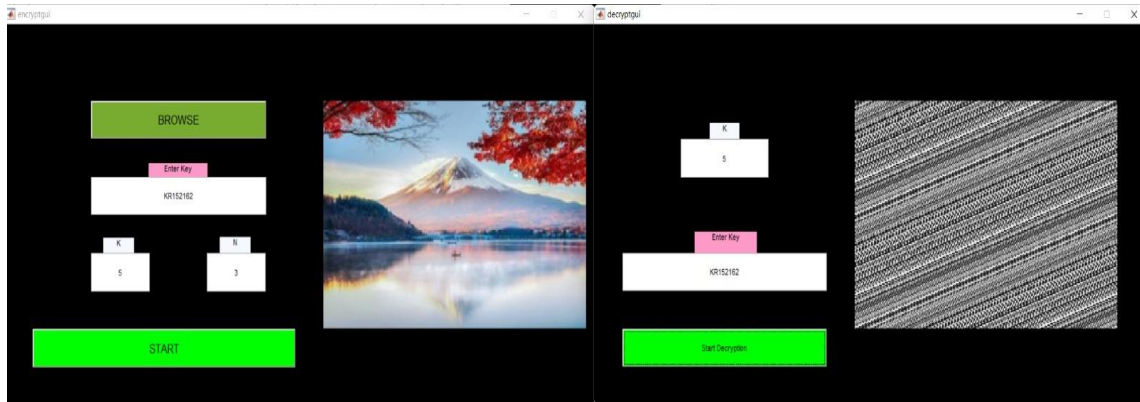 encryptgui
BROWSE
Enter Key
KR152162
K
N
5
3
START
decryptgui
K
5
Enter Key
KR152162
Start Decryption